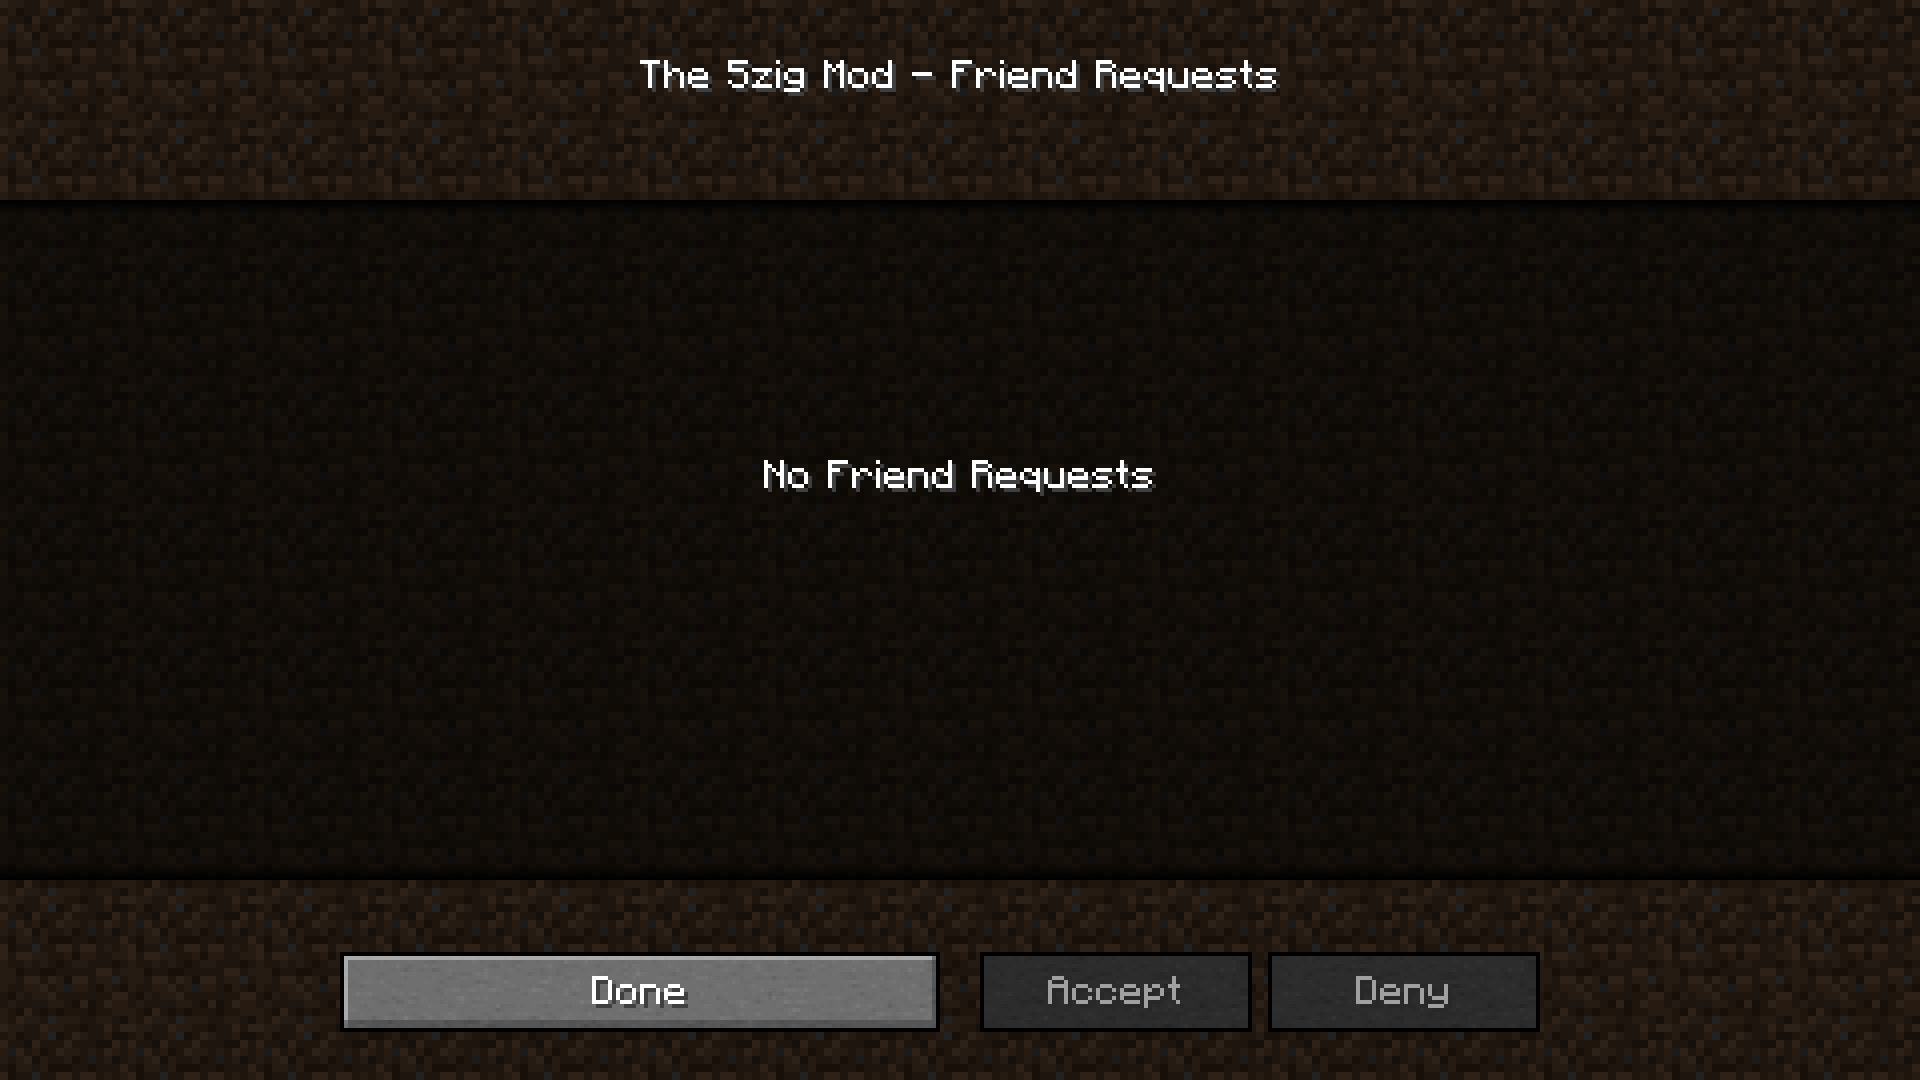 The 5zig Mod - Friend Requests
No Friend Requests
Done
Accept
Deny